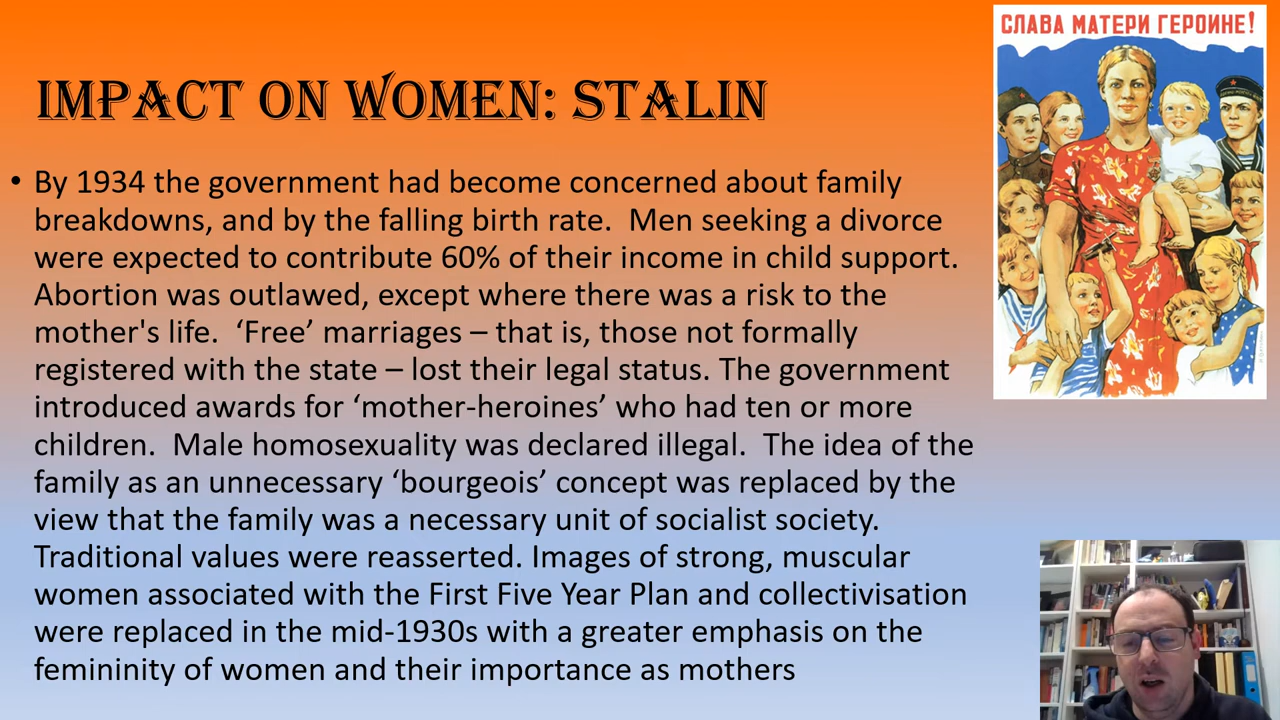 СЛАВА МАТЕРИ ГЕРОИНЕ!
IMPACT ON WOMEN: STALIN
• By 1934 the government had become concerned about family
breakdowns, and by the falling birth rate.  Men seeking a divorce
were expected to contribute 60% of their income in child support.
Abortion was outlawed, except where there was a risk to the
mother's life.  ‘Free’ marriages – that is, those not formally
registered with the state – lost their legal status. The government
introduced awards for ‘mother-heroines’ who had ten or more
children.  Male homosexuality was declared illegal.  The idea of the
family as an unnecessary ‘bourgeois’ concept was replaced by the
view that the family was a necessary unit of socialist society.
Traditional values were reasserted. Images of strong, muscular
women associated with the First Five Year Plan and collectivisation
were replaced in the mid-1930s with a greater emphasis on the
femininity of women and their importance as mothers